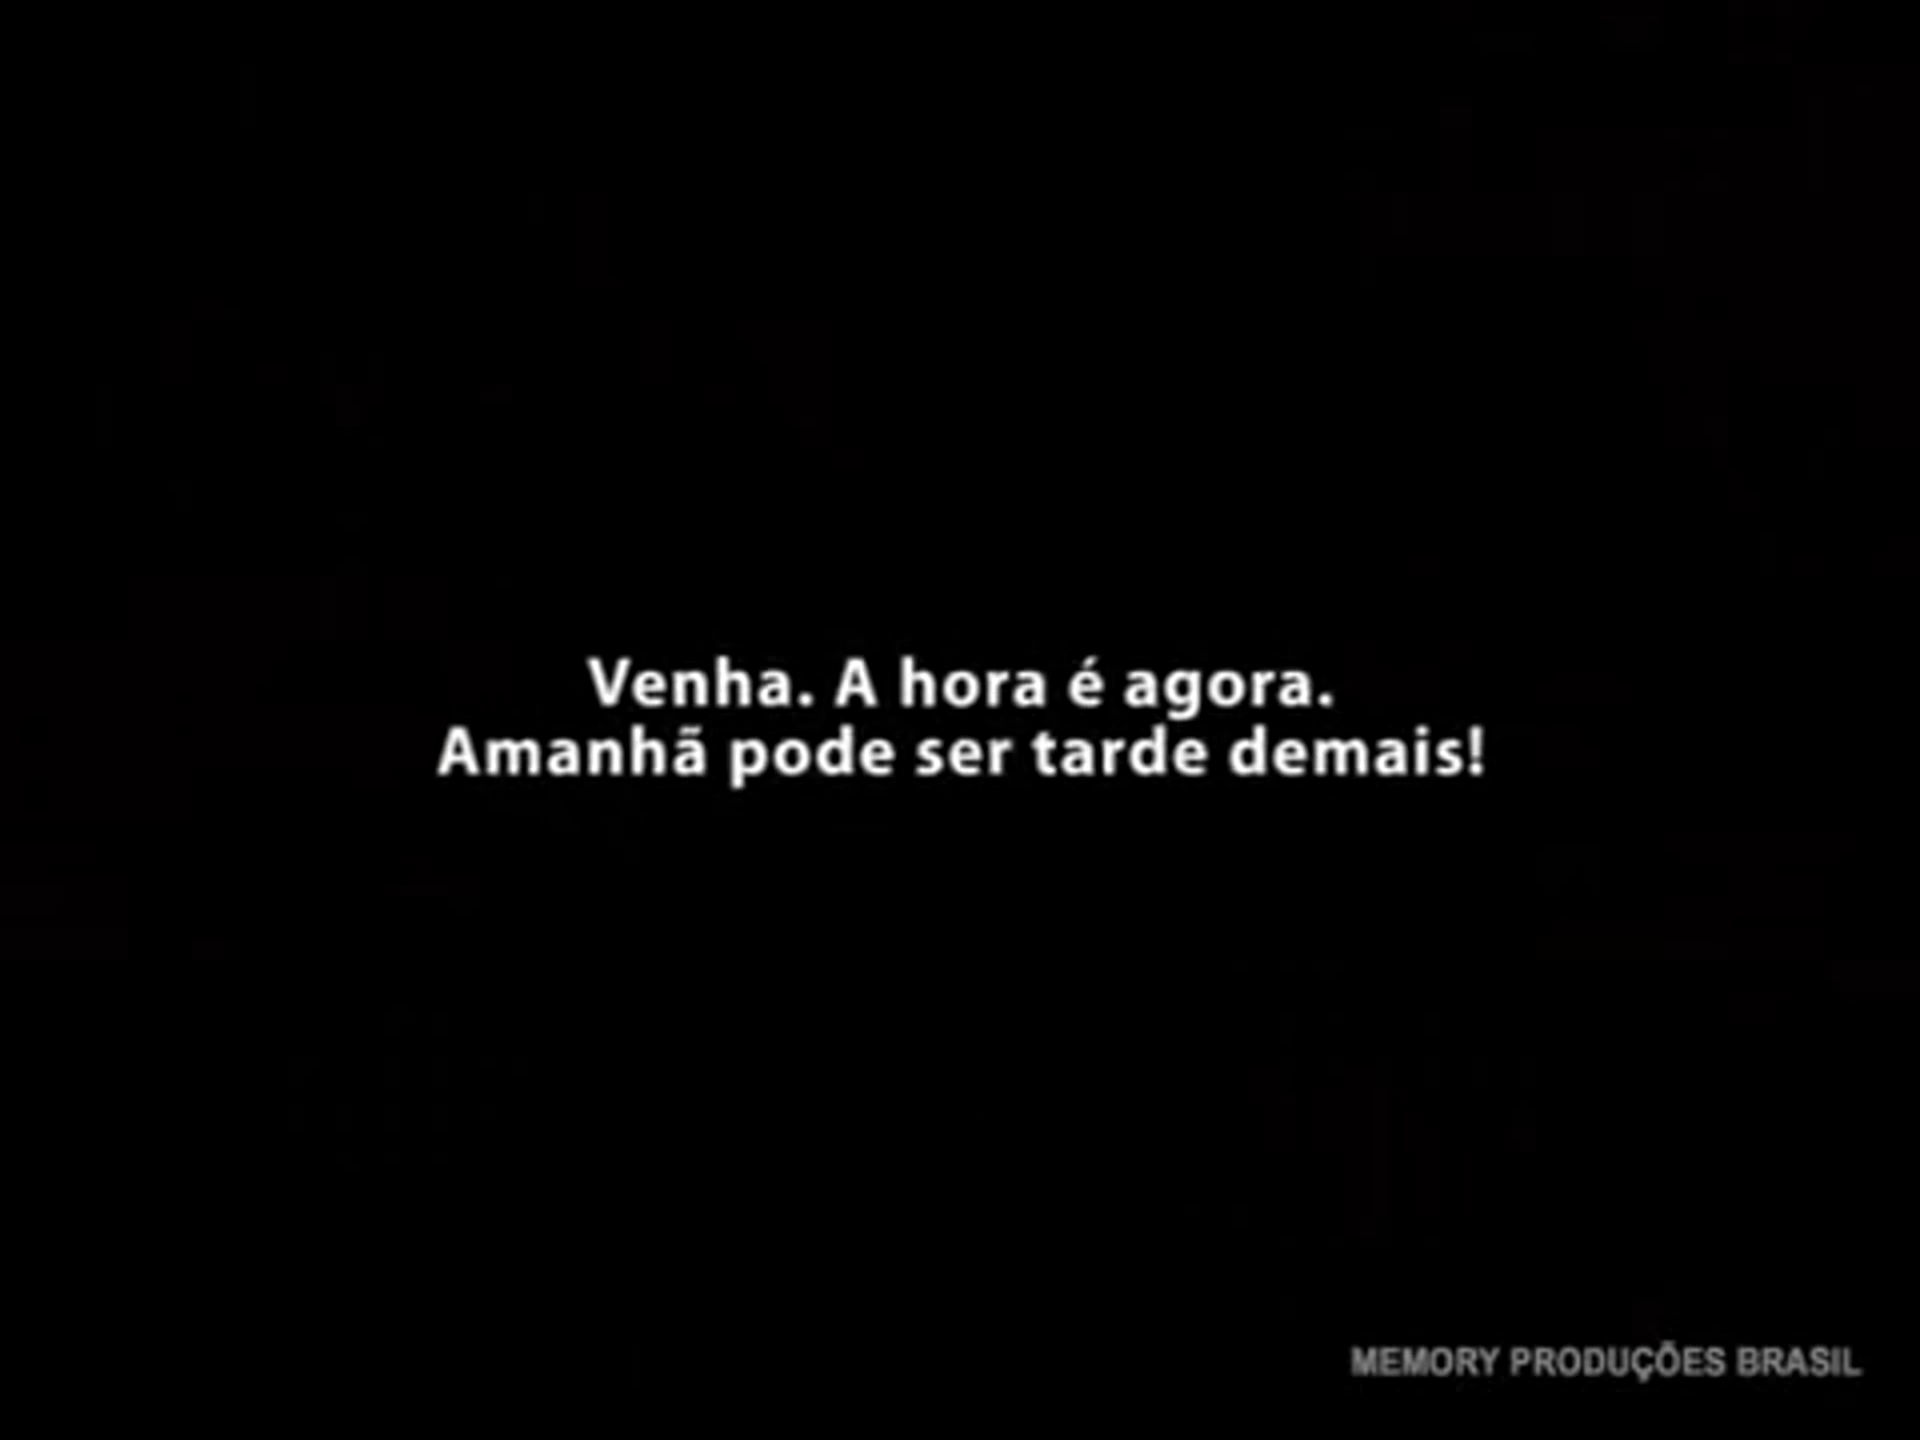 Venha. A hora é agora.
Amanhã pode ser tarde demais!
MEMORY PRODUÇÕES BRASIL